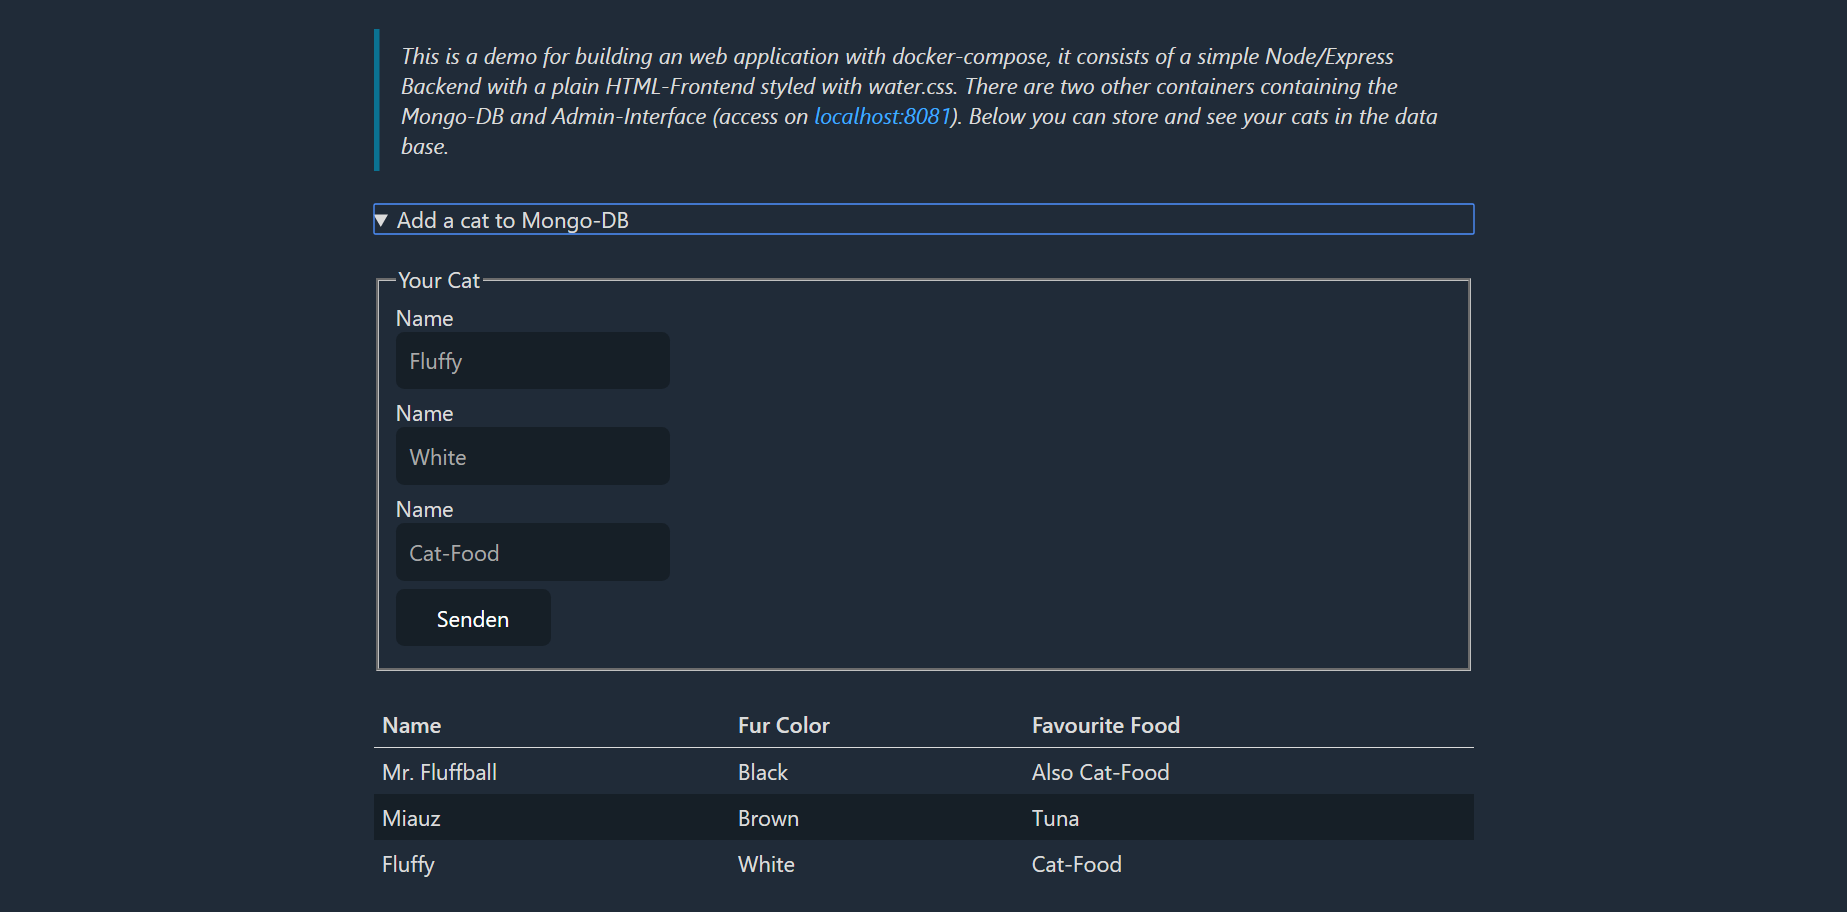 This is a demo for building an web application with docker-compose, it consists of a simple Node/Express
Backend with a plain HTML-Frontend styled with water.css. There are two other containers containing the
Mongo-DB and Admin-Interface (access on localhost:8081). Below you can store and see your cats in the data
base.
Add a cat to Mongo-DB
Your Cat
Name
Fluffy
Name
White
Name
Cat-Food
Senden
Name Fur Color Favourite Food
Mr. Fluffball Black Also Cat-Food
Miauz Brown Tuna
Fluffy White Cat-Food